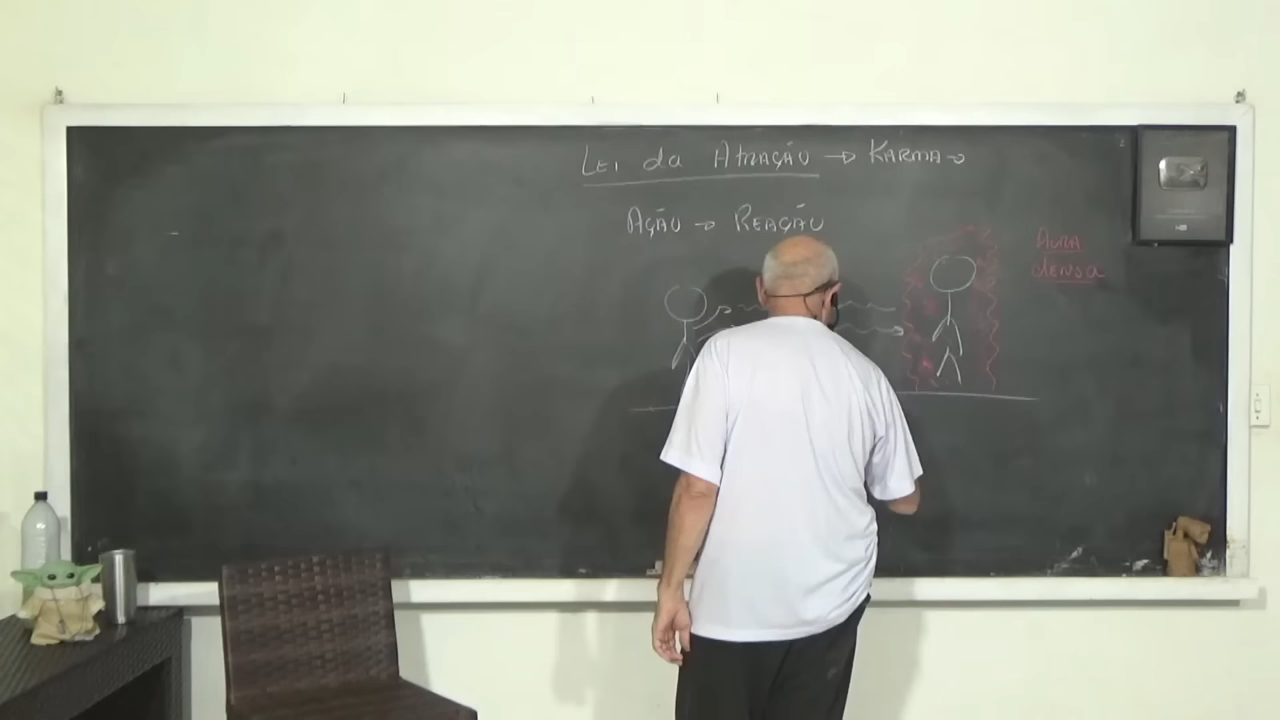 LEI da ATRAÇÃO → KARMA →
AÇÃO → REAÇÃO
AURA
densa